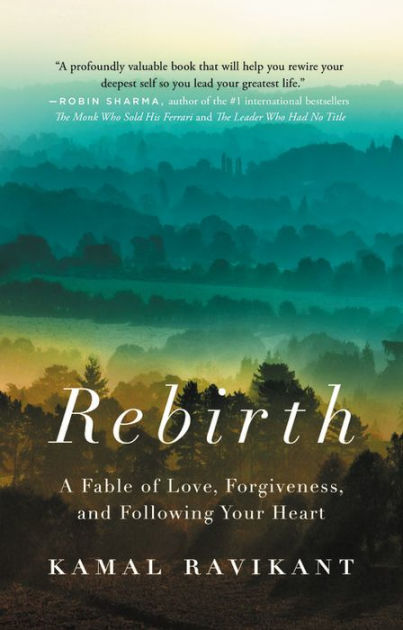 “A profoundly valuable book that will help you rewire your
deepest self so you lead your greatest life.”
—ROBIN SHARMA, author of the #1 international bestsellers
The Monk Who Sold His Ferrari and The Leader Who Had No Title
Rebirth
A Fable of Love, Forgiveness,
and Following Your Heart
KAMAL RAVIKANT